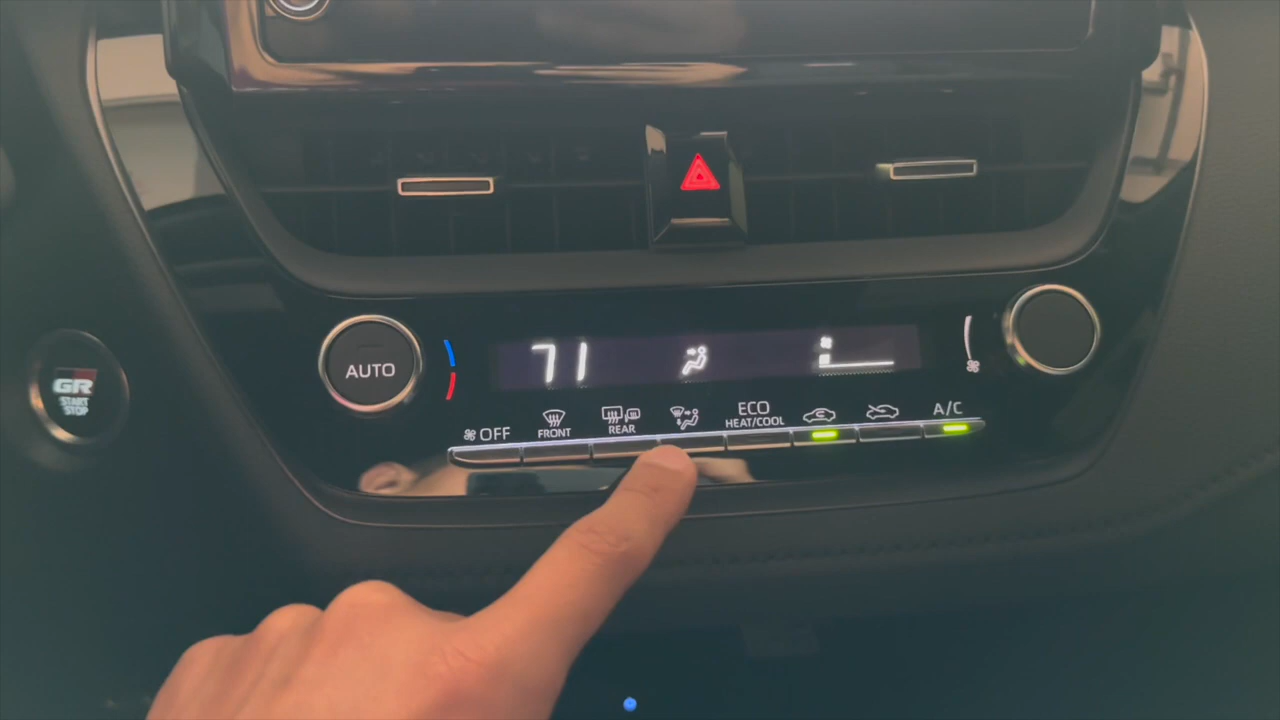 GR
START
STOP
AUTO
71
OFF
FRONT
REAR
ECO
HEAT/COOL
A/C